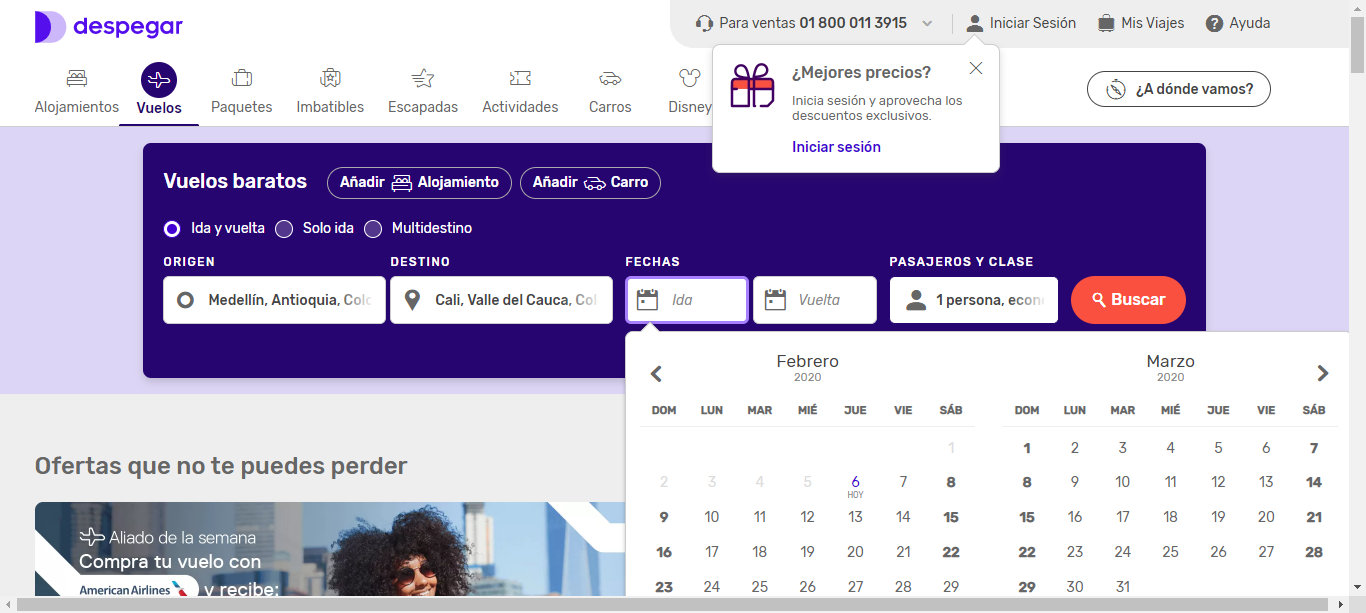 despegar
Para ventas 01 800 011 3915
Iniciar Sesión
Mis Viajes
Ayuda
Alojamientos
Vuelos
Paquetes
Imbatibles
Escapadas
Actividades
Carros
Disney
¿A dónde vamos?
¿Mejores precios?
Inicia sesión y aprovecha los
descuentos exclusivos.
Iniciar sesión
Vuelos baratos
Añadir Alojamiento
Añadir Carro
Ida y vuelta
Solo ida
Multidestino
ORIGEN
DESTINO
FECHAS
PASAJEROS Y CLASE
Medellín, Antioquia, Colo
Cali, Valle del Cauca, Col
Ida
Vuelta
1 persona, econ
Buscar
Febrero
2020
DOM LUN MAR MIÉ JUE VIE SÁB
1
2 3 4 5 6 7 8
HOY
9 10 11 12 13 14 15
16 17 18 19 20 21 22
23 24 25 26 27 28 29
Marzo
2020
DOM LUN MAR MIÉ JUE VIE SÁB
1 2 3 4 5 6 7
8 9 10 11 12 13 14
15 16 17 18 19 20 21
22 23 24 25 26 27 28
29 30 31
Ofertas que no te puedes perder
Aliado de la semana
Compra tu vuelo con
American Airlines y recibe: